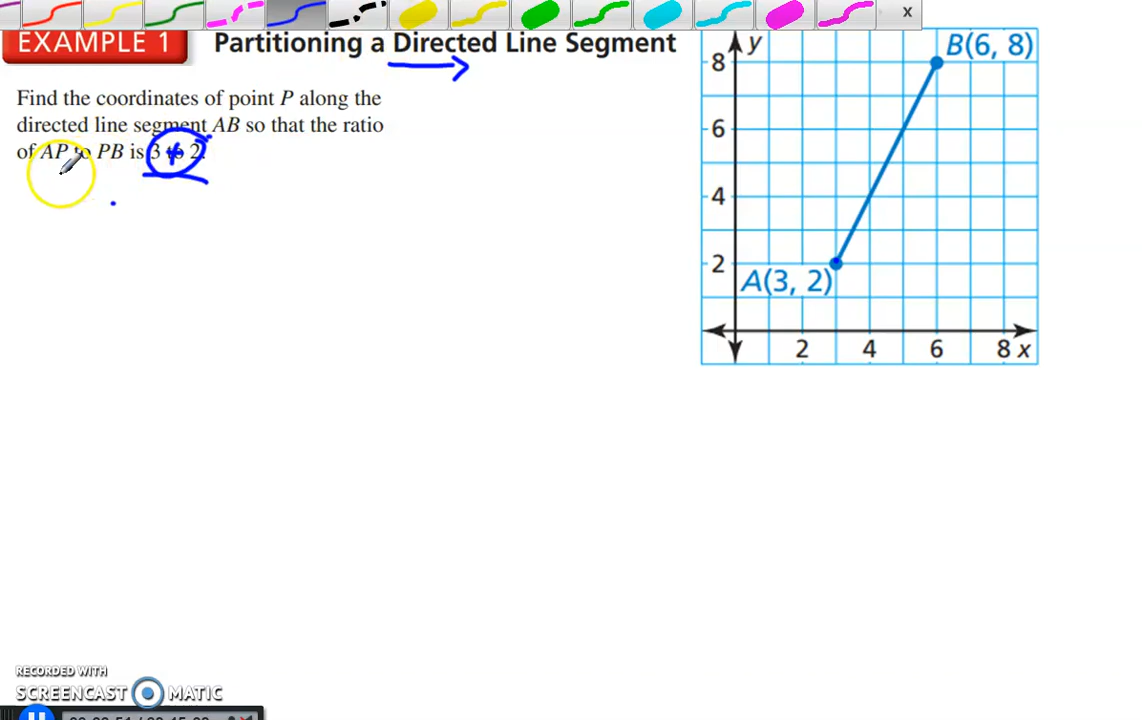 x
EXAMPLE 1 Partitioning a Directed Line Segment
Find the coordinates of point P along the
directed line segment AB so that the ratio
of AP to PB is 3 to 2.
+
y
B(6, 8)
8
6
4
2
A(3, 2)
2 4 6 8 x
RECORDED WITH
SCREENCAST MATIC